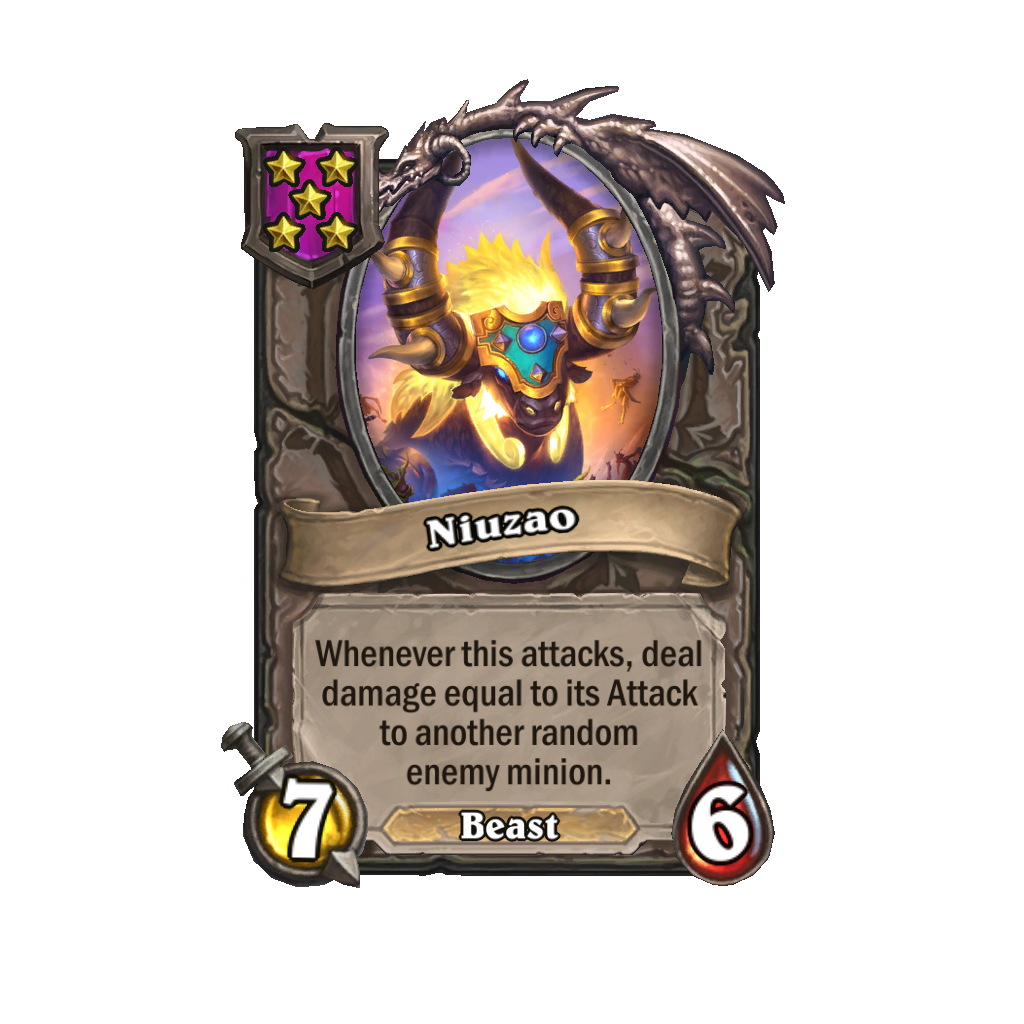 Niuzao
Whenever this attacks, deal
damage equal to its Attack
to another random
enemy minion.
7
Beast
6